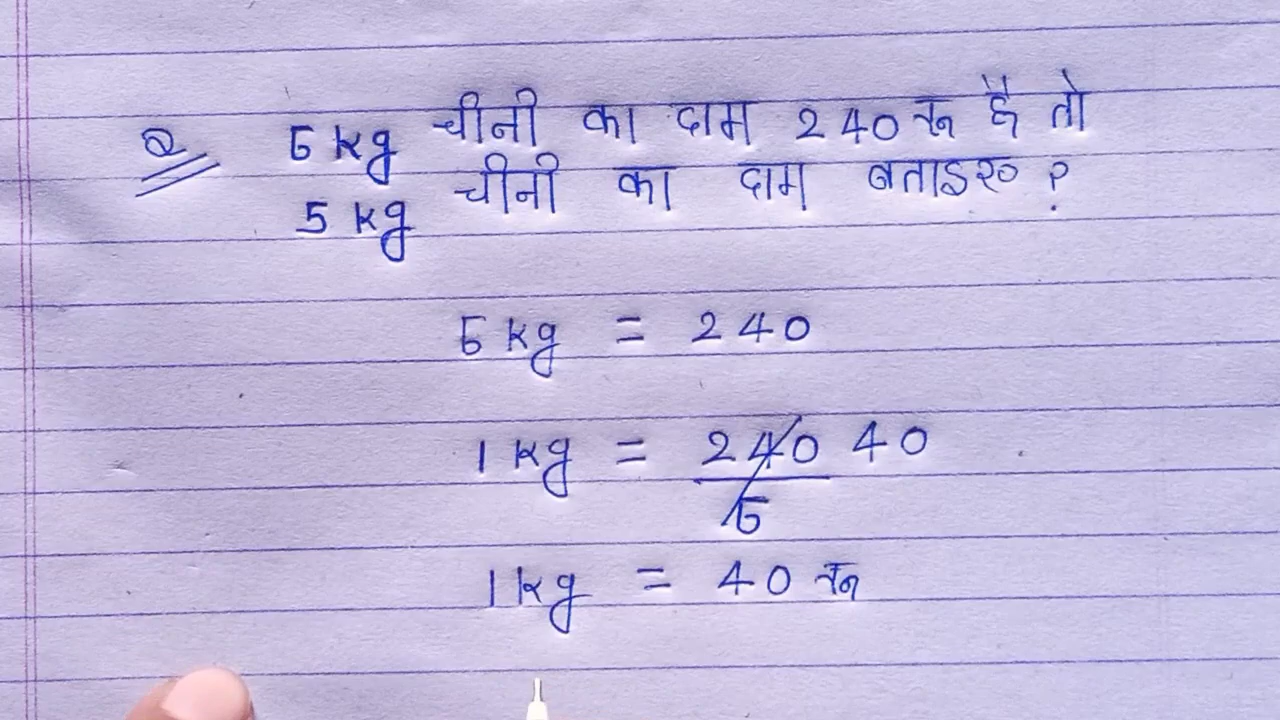 Q 6 kg चीनी का दाम 240 रु है तो
5 kg चीनी का दाम बताइए ?
6 kg = 240
1 kg = 240/6 40
1 kg = 40 रु